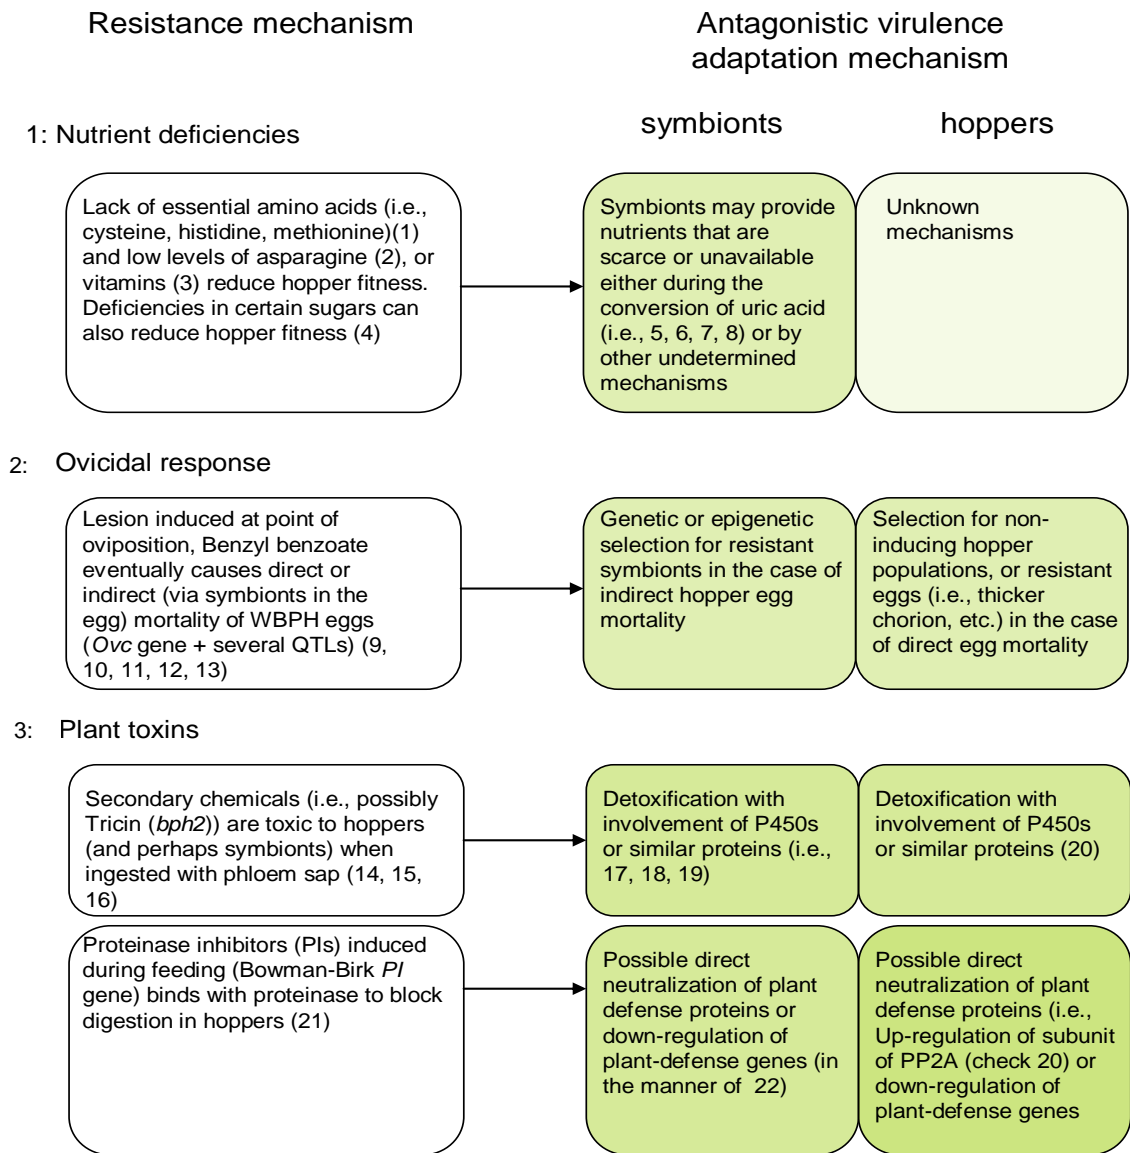 Resistance mechanism
Antagonistic virulence
adaptation mechanism
symbionts
hoppers
1: Nutrient deficiencies
Lack of essential amino acids (i.e.,
cysteine, histidine, methionine)(1)
and low levels of asparagine (2), or
vitamins (3) reduce hopper fitness.
Deficiencies in certain sugars can
also reduce hopper fitness (4)
Symbionts may provide
nutrients that are
scarce or unavailable
either during the
conversion of uric acid
(i.e., 5, 6, 7, 8) or by
other undetermined
mechanisms
Unknown
mechanisms
2: Ovicidal response
Lesion induced at point of
oviposition, Benzyl benzoate
eventually causes direct or
indirect (via symbionts in the
egg) mortality of WBPH eggs
(Ovc gene + several QTLs) (9,
10, 11, 12, 13)
Genetic or epigenetic
selection for resistant
symbionts in the case of
indirect hopper egg
mortality
Selection for non-
inducing hopper
populations, or resistant
eggs (i.e., thicker
chorion, etc.) in the case
of direct egg mortality
3: Plant toxins
Secondary chemicals (i.e., possibly
Tricin (bph2)) are toxic to hoppers
(and perhaps symbionts) when
ingested with phloem sap (14, 15,
16)
Detoxification with
involvement of P450s
or similar proteins (i.e.,
17, 18, 19)
Detoxification with
involvement of P450s
or similar proteins (20)
Proteinase inhibitors (PIs) induced
during feeding (Bowman-Birk PI
gene) binds with proteinase to block
digestion in hoppers (21)
Possible direct
neutralization of plant
defense proteins or
down-regulation of
plant-defense genes (in
the manner of 22)
Possible direct
neutralization of plant
defense proteins (i.e.,
Up-regulation of subunit
of PP2A (check 20) or
down-regulation of
plant-defense genes